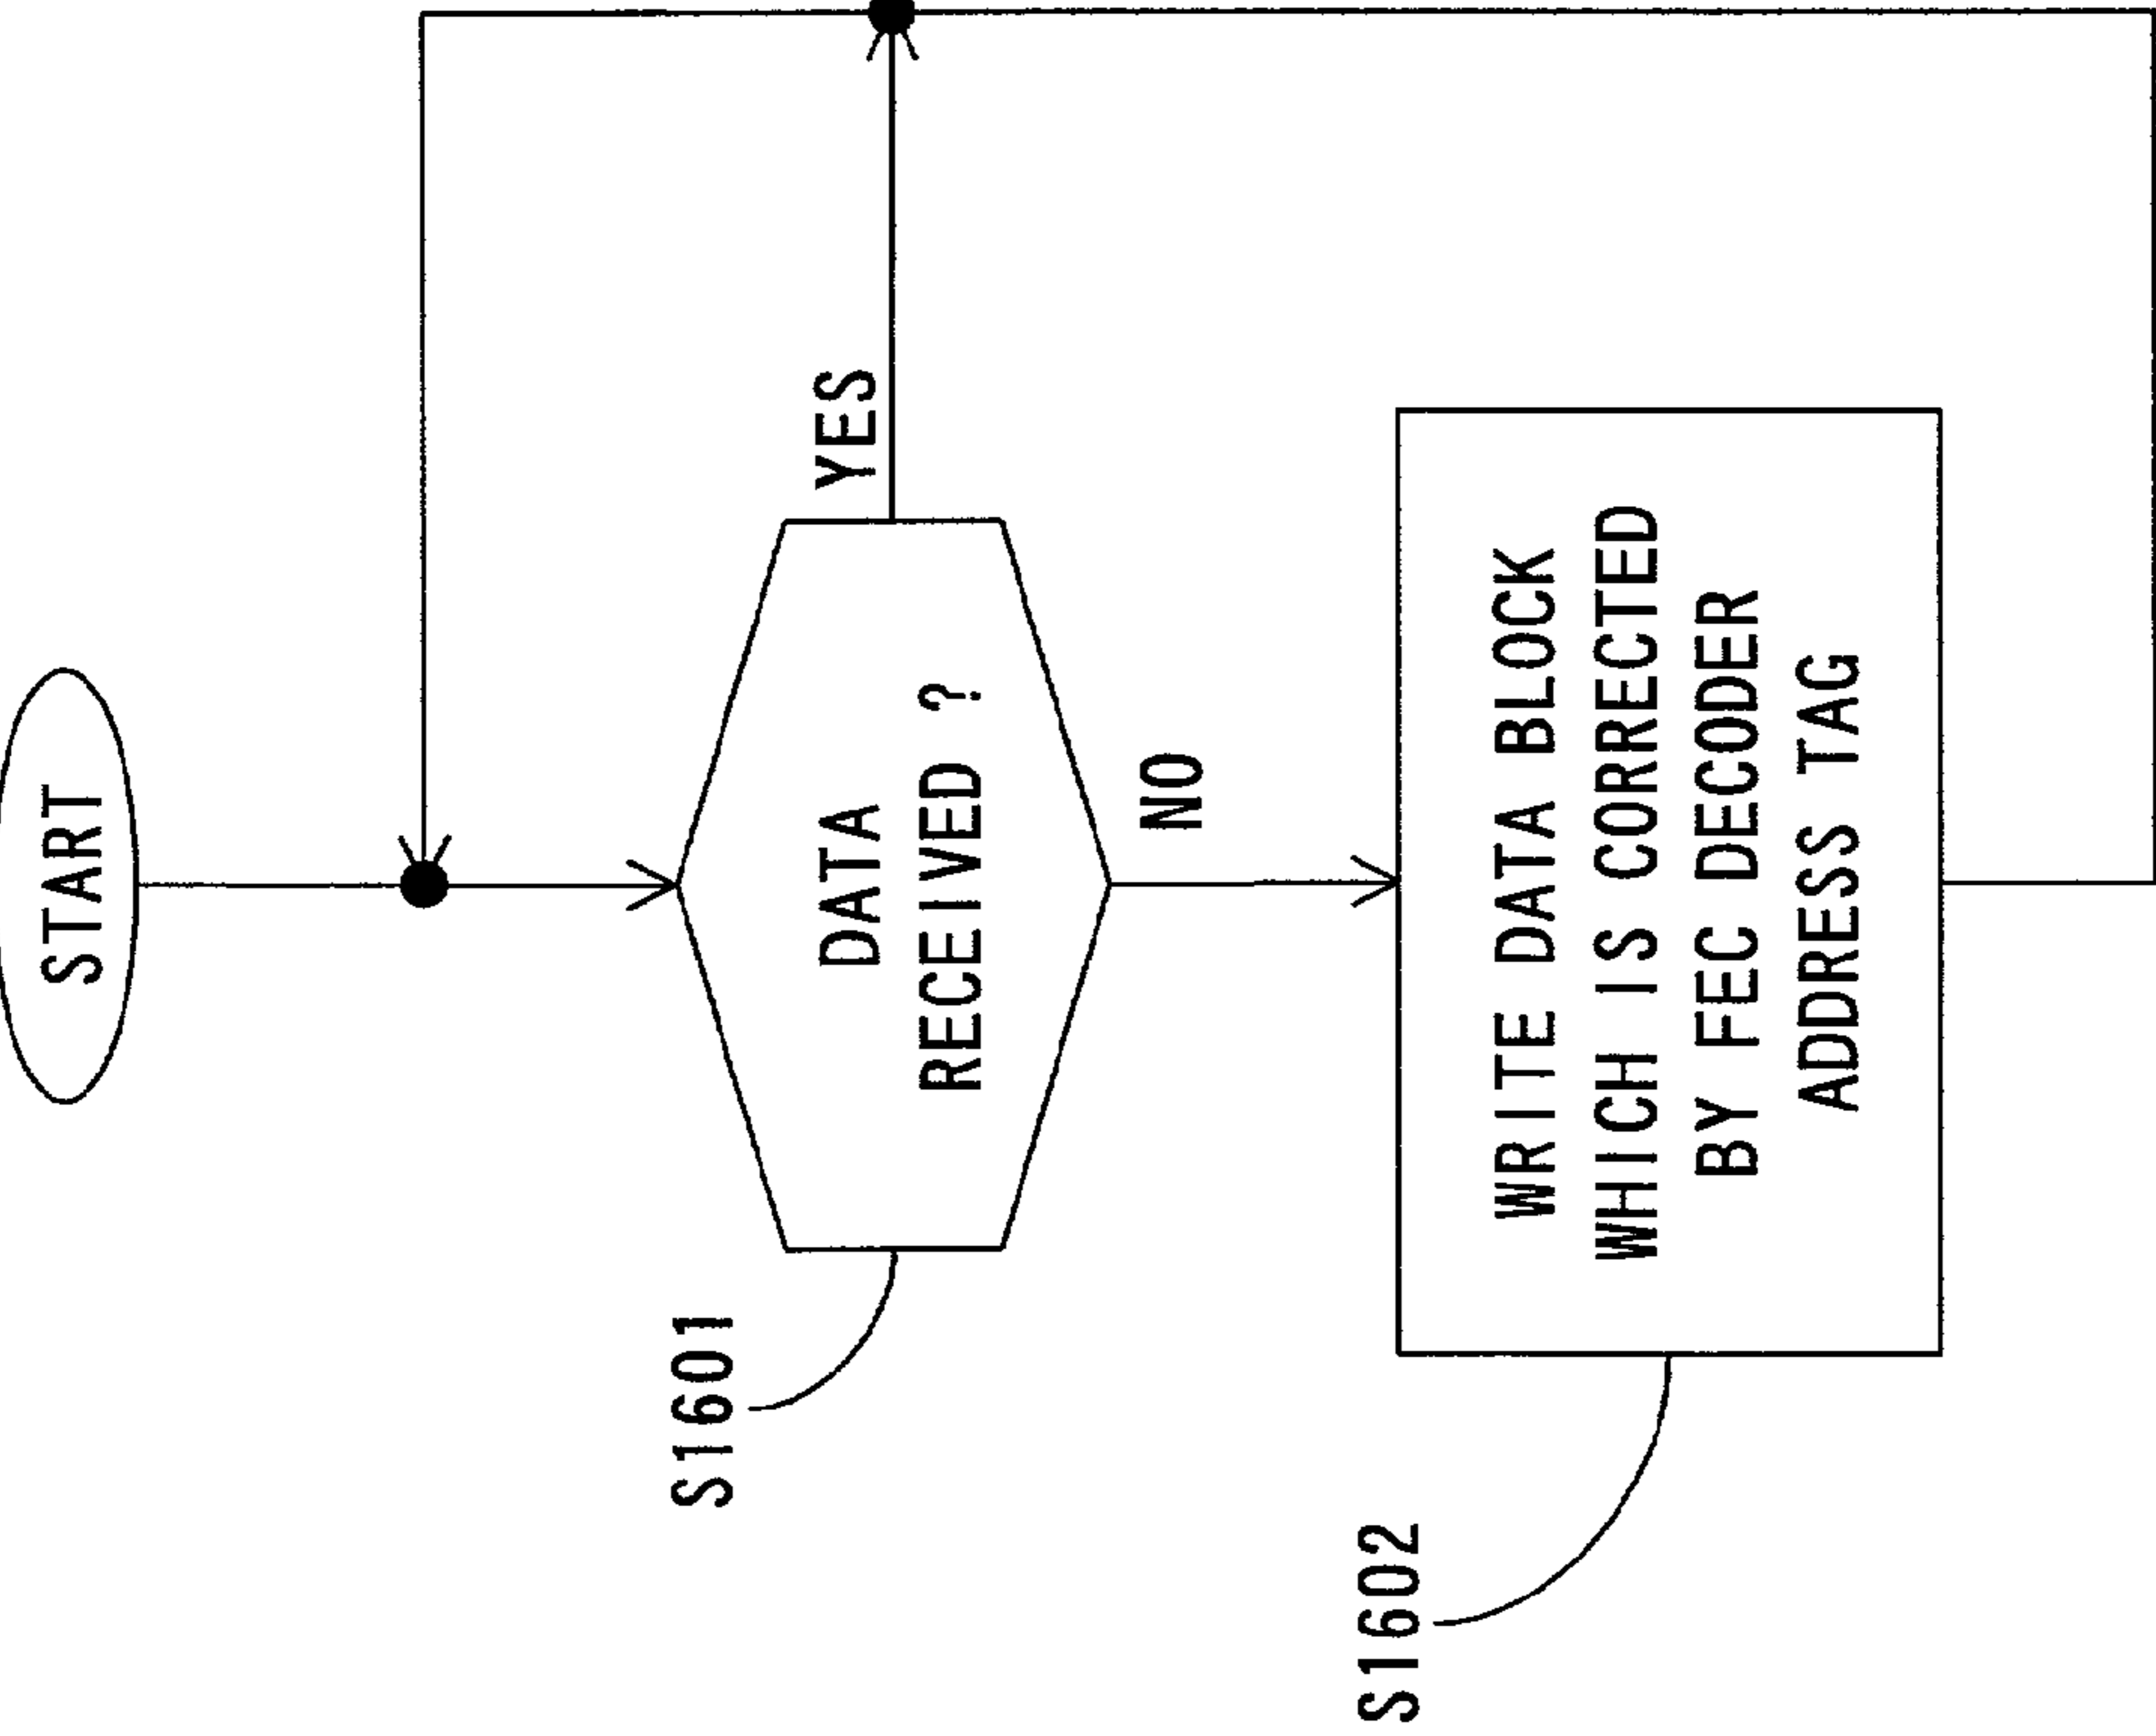 START
S1601
DATA
RECEIVED ?
YES
NO
S1602
WRITE DATA BLOCK
WHICH IS CORRECTED
BY FEC DECODER
ADDRESS TAG